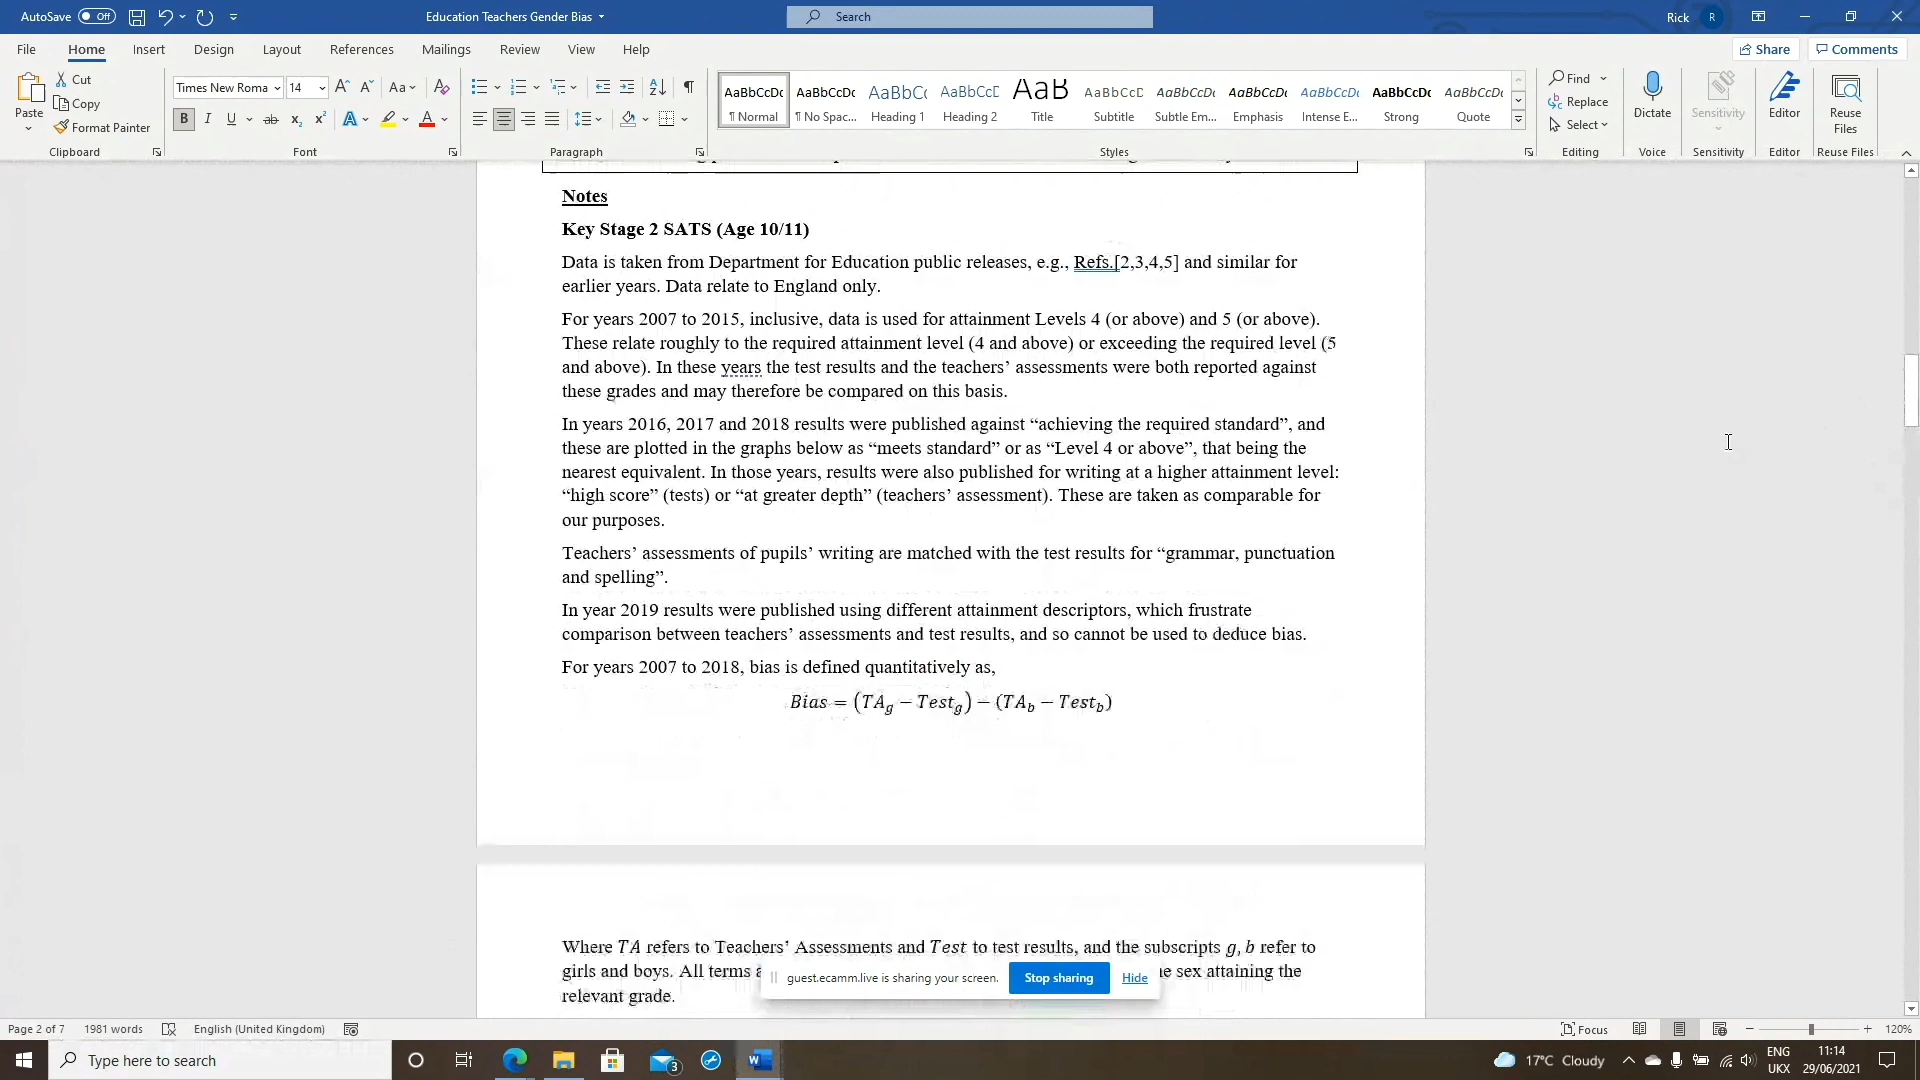 AutoSave Off
Education Teachers Gender Bias
Search
Rick R
File Home Insert Design Layout References Mailings Review View Help
Share Comments
Paste
Cut
Copy
Format Painter
Clipboard
Times New Roma 14
Font
Paragraph
AaBbCcDc ¶ Normal
AaBbCcDc ¶ No Spac...
AaBbCc Heading 1
AaBbCcD Heading 2
AaB Title
AaBbCcD Subtitle
AaBbCcDc Subtle Em...
AaBbCcDc Emphasis
AaBbCcDc Intense E...
AaBbCcDc Strong
AaBbCcDc Quote
Styles
Find
Replace
Select
Editing
Dictate
Voice
Sensitivity
Sensitivity
Editor
Editor
Reuse Files
Reuse Files
Notes
Key Stage 2 SATS (Age 10/11)
Data is taken from Department for Education public releases, e.g., Refs.[2,3,4,5] and similar for
earlier years. Data relate to England only.
For years 2007 to 2015, inclusive, data is used for attainment Levels 4 (or above) and 5 (or above).
These relate roughly to the required attainment level (4 and above) or exceeding the required level (5
and above). In these years the test results and the teachers’ assessments were both reported against
these grades and may therefore be compared on this basis.
In years 2016, 2017 and 2018 results were published against “achieving the required standard”, and
these are plotted in the graphs below as “meets standard” or as “Level 4 or above”, that being the
nearest equivalent. In those years, results were also published for writing at a higher attainment level:
“high score” (tests) or “at greater depth” (teachers’ assessment). These are taken as comparable for
our purposes.
Teachers’ assessments of pupils’ writing are matched with the test results for “grammar, punctuation
and spelling”.
In year 2019 results were published using different attainment descriptors, which frustrate
comparison between teachers’ assessments and test results, and so cannot be used to deduce bias.
For years 2007 to 2018, bias is defined quantitatively as,
Bias = (TA_g − Test_g) − (TA_b − Test_b)
Where TA refers to Teachers’ Assessments and Test to test results, and the subscripts g, b refer to
girls and boys. All terms
sex attaining the
relevant grade.
guest.ecamm.live is sharing your screen. Stop sharing Hide
Page 2 of 7 1981 words English (United Kingdom) Focus 120%
Type here to search
3
17°C Cloudy
ENG
UKX
11:14
29/06/2021